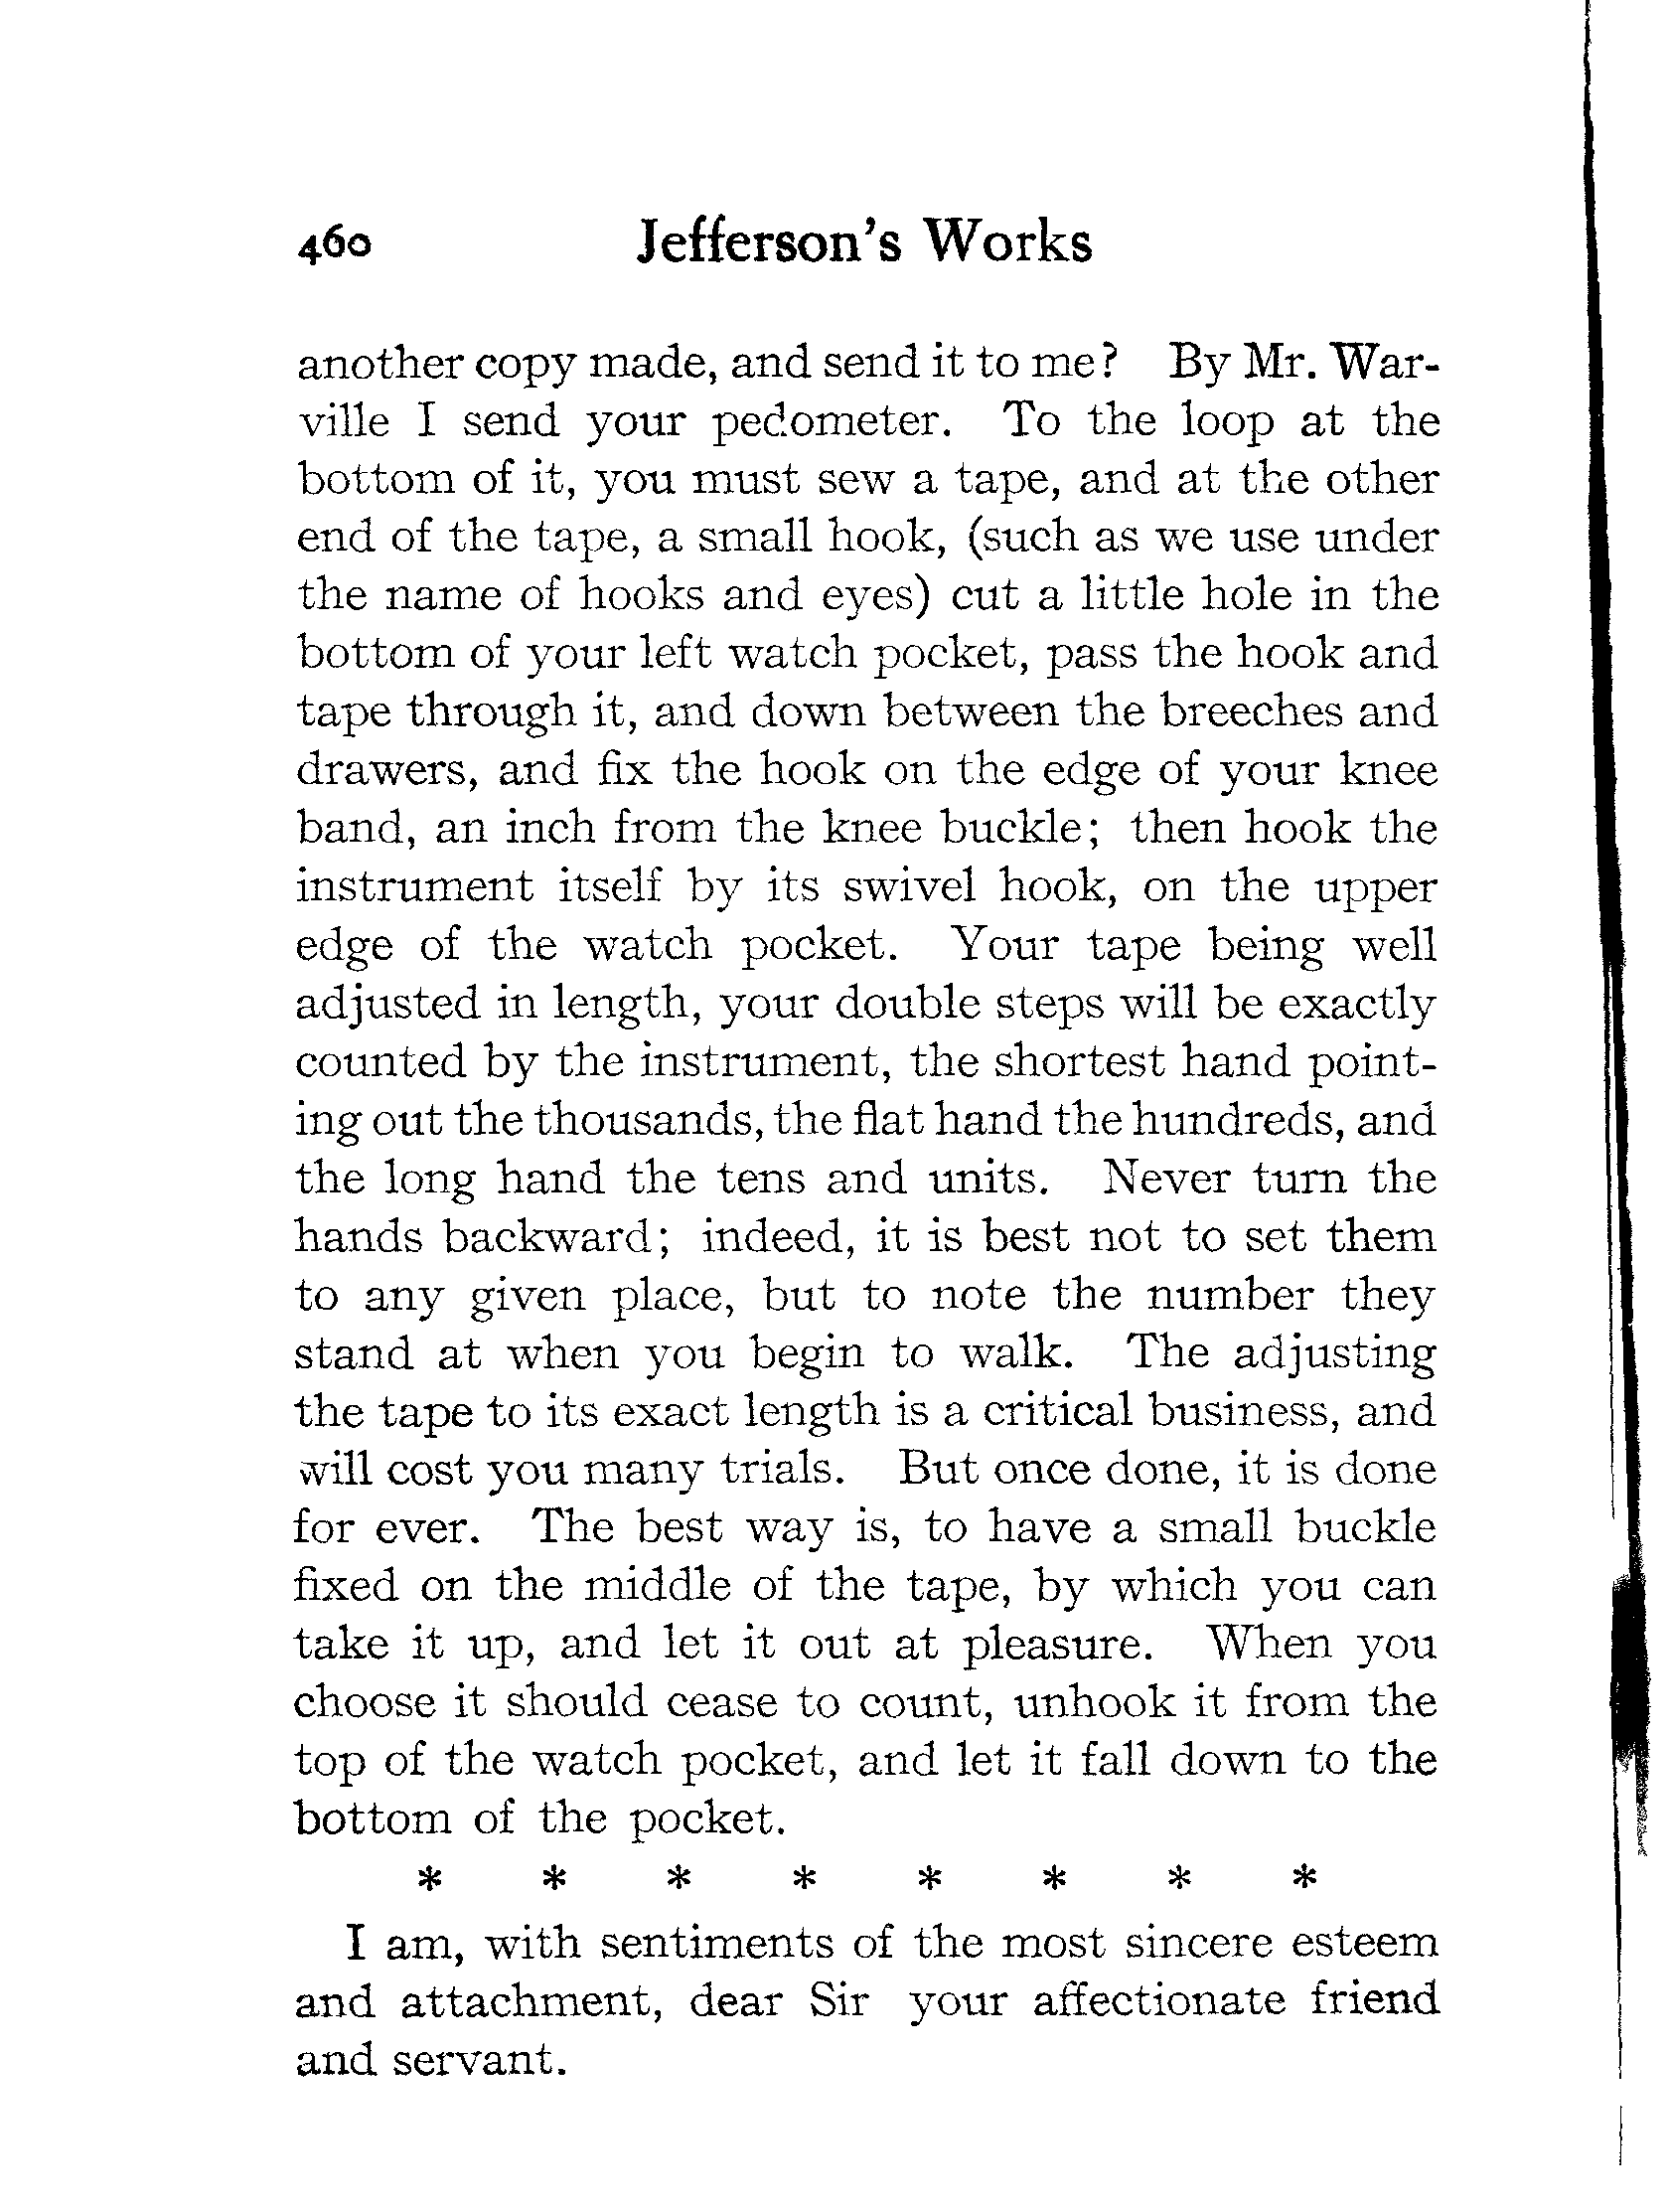 460 Jefferson's Works
another copy made, and send it to me? By Mr. War-
ville I send your pedometer. To the loop at the
bottom of it, you must sew a tape, and at the other
end of the tape, a small hook, (such as we use under
the name of hooks and eyes) cut a little hole in the
bottom of your left watch pocket, pass the hook and
tape through it, and down between the breeches and
drawers, and fix the hook on the edge of your knee
band, an inch from the knee buckle; then hook the
instrument itself by its swivel hook, on the upper
edge of the watch pocket. Your tape being well
adjusted in length, your double steps will be exactly
counted by the instrument, the shortest hand point-
ing out the thousands, the flat hand the hundreds, and
the long hand the tens and units. Never turn the
hands backward; indeed, it is best not to set them
to any given place, but to note the number they
stand at when you begin to walk. The adjusting
the tape to its exact length is a critical business, and
will cost you many trials. But once done, it is done
for ever. The best way is, to have a small buckle
fixed on the middle of the tape, by which you can
take it up, and let it out at pleasure. When you
choose it should cease to count, unhook it from the
top of the watch pocket, and let it fall down to the
bottom of the pocket.
* * * * * * * *
I am, with sentiments of the most sincere esteem
and attachment, dear Sir your affectionate friend
and servant.